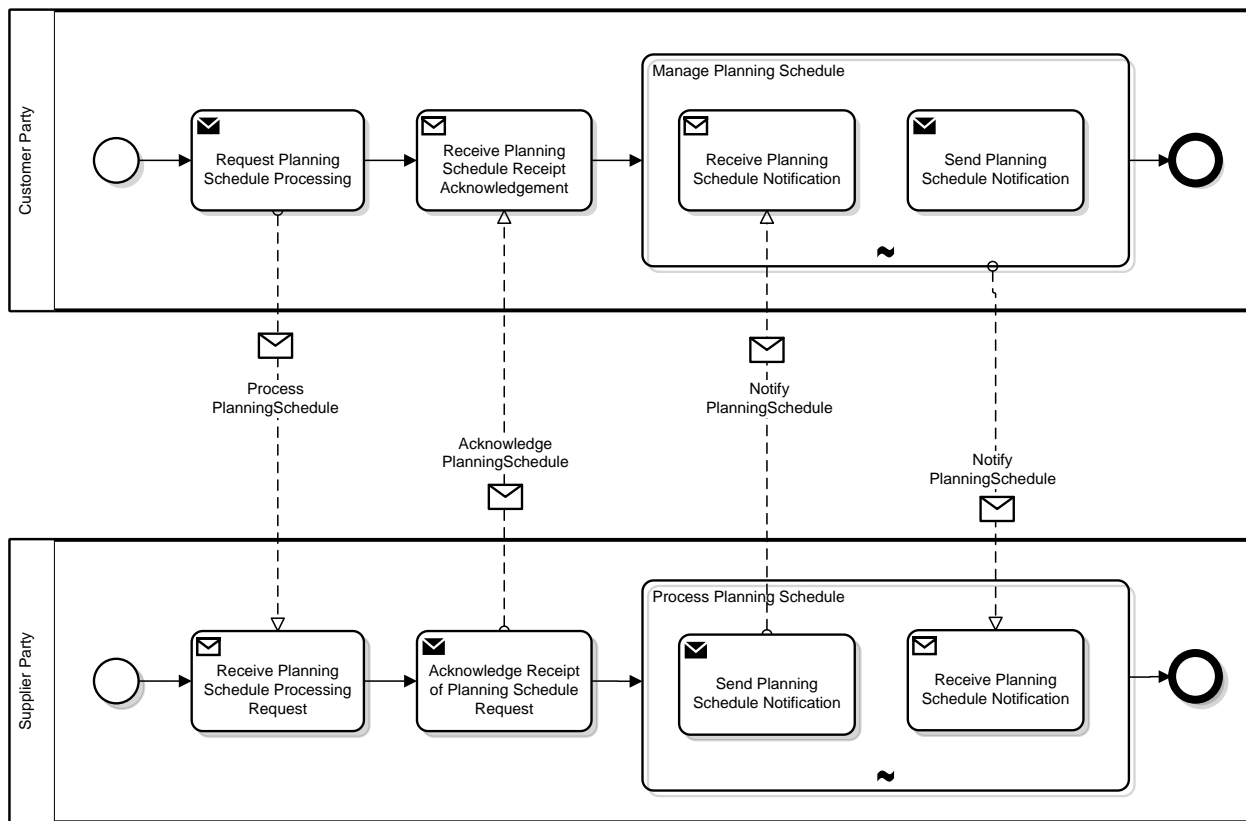 Customer Party
Manage Planning Schedule
Request Planning
Schedule Processing
Receive Planning
Schedule Receipt
Acknowledgement
Receive Planning
Schedule Notification
Send Planning
Schedule Notification
Process
PlanningSchedule
Acknowledge
PlanningSchedule
Notify
PlanningSchedule
Notify
PlanningSchedule
Supplier Party
Process Planning Schedule
Receive Planning
Schedule Processing
Request
Acknowledge Receipt
of Planning Schedule
Request
Send Planning
Schedule Notification
Receive Planning
Schedule Notification